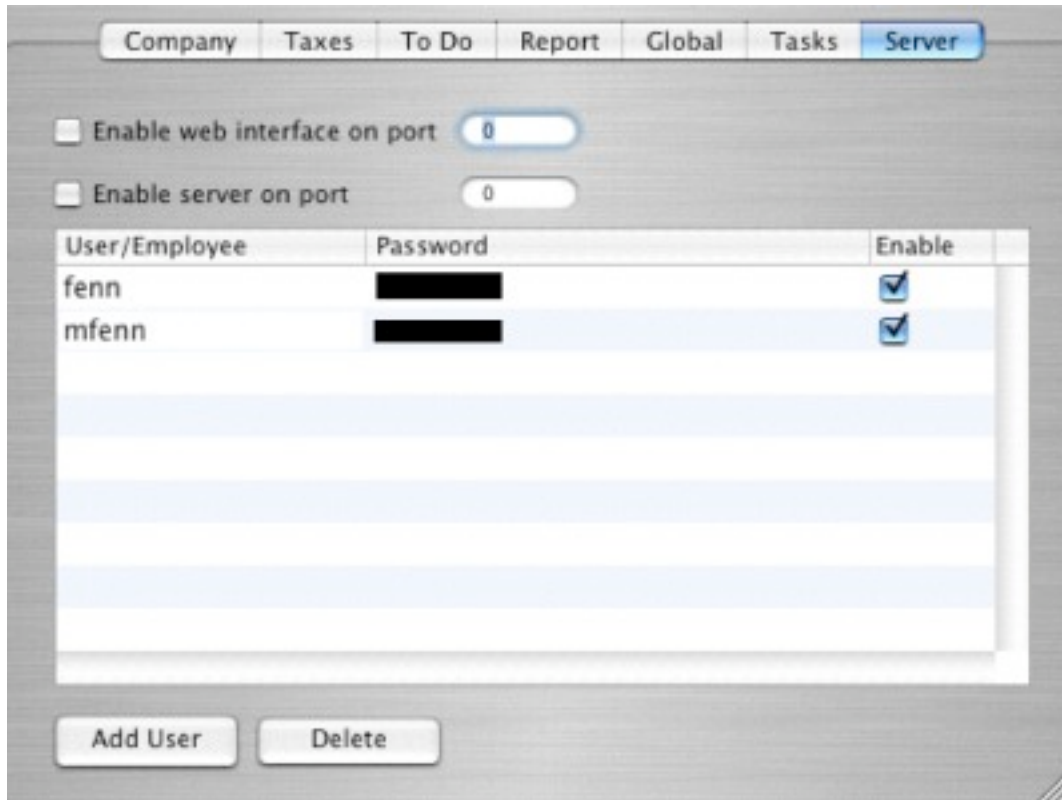 Company Taxes To Do Report Global Tasks Server
Enable web interface on port 0
Enable server on port 0
User/Employee Password Enable
fenn
mfenn
Add User Delete